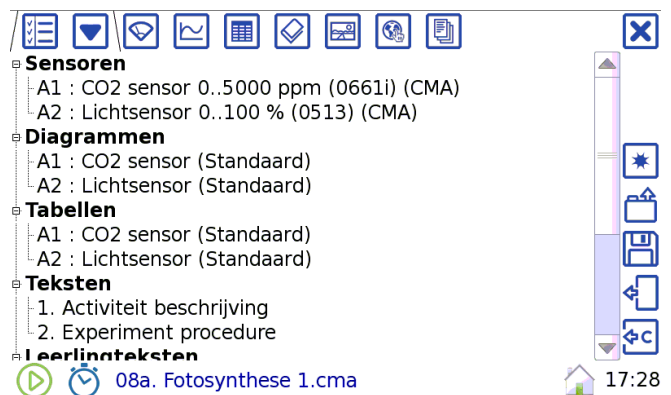 Sensoren
A1 : CO2 sensor 0..5000 ppm (0661i) (CMA)
A2 : Lichtsensor 0..100 % (0513) (CMA)
Diagrammen
A1 : CO2 sensor (Standaard)
A2 : Lichtsensor (Standaard)
Tabellen
A1 : CO2 sensor (Standaard)
A2 : Lichtsensor (Standaard)
Teksten
1. Activiteit beschrijving
2. Experiment procedure
Leerlingteksten
C
08a. Fotosynthese 1.cma
17:28